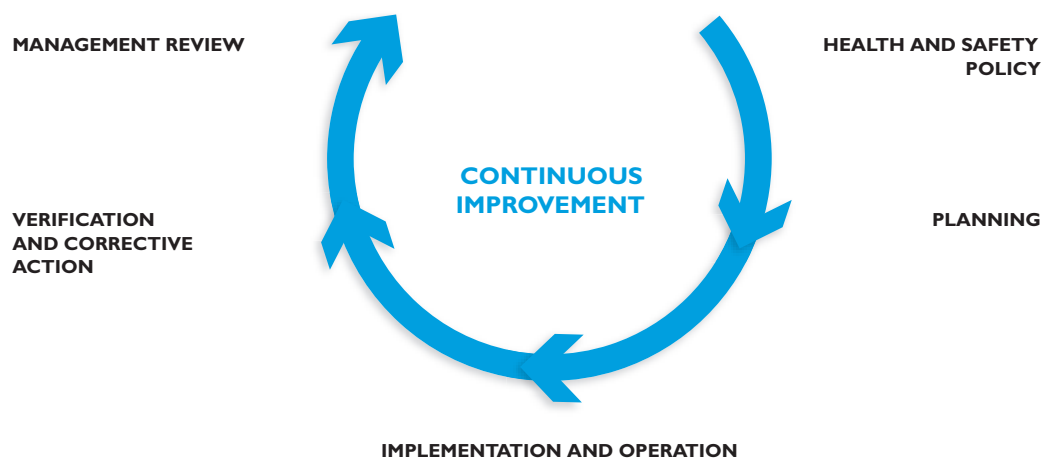 MANAGEMENT REVIEW
HEALTH AND SAFETY
POLICY
CONTINUOUS
IMPROVEMENT
VERIFICATION
AND CORRECTIVE
ACTION
PLANNING
IMPLEMENTATION AND OPERATION